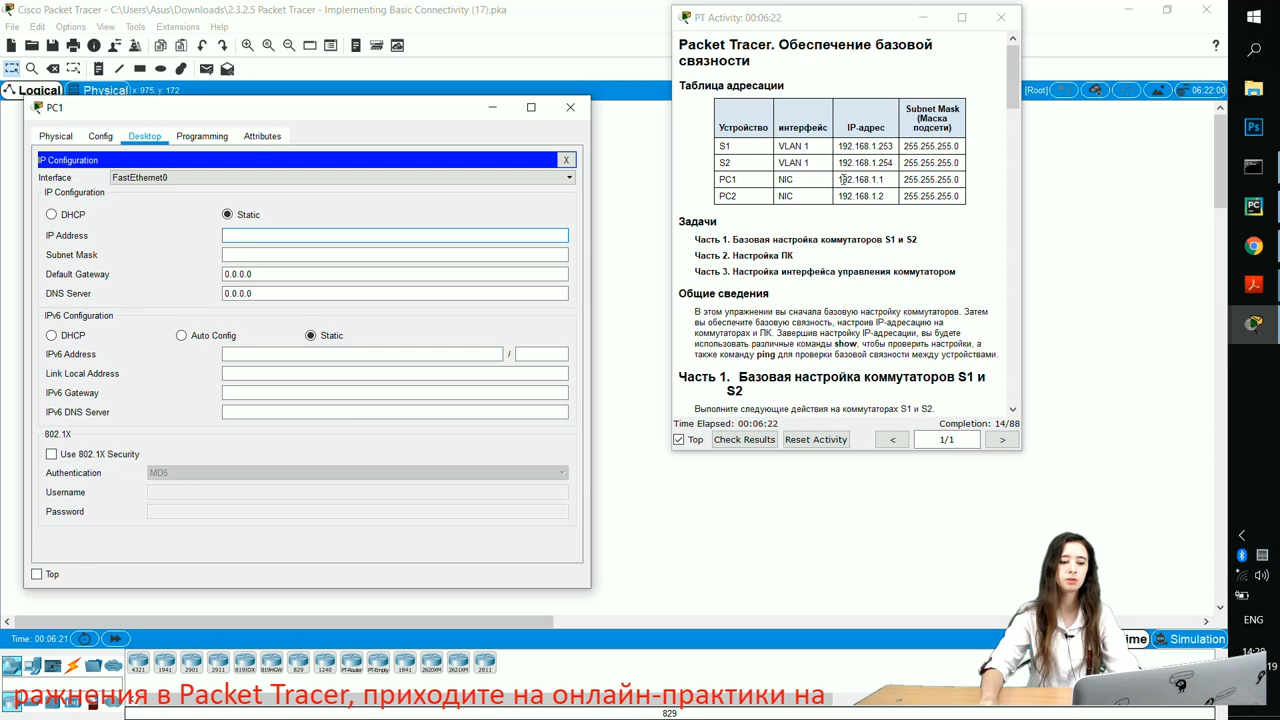 Cisco Packet Tracer - C:\Users\Asus\Downloads\2.3.2.5 Packet Tracer - Implementing Basic Connectivity (17).pka
File Edit Options View Tools Extensions Help
Logical Physical x: 975, y: 172
[Root] 06:22:00
PC1
Physical Config Desktop Programming Attributes
IP Configuration X
Interface FastEthernet0
IP Configuration
DHCP Static
IP Address
Subnet Mask
Default Gateway 0.0.0.0
DNS Server 0.0.0.0
IPv6 Configuration
DHCP Auto Config Static
IPv6 Address /
Link Local Address
IPv6 Gateway
IPv6 DNS Server
802.1X
Use 802.1X Security
Authentication MD5
Username
Password
Top
PT Activity: 00:06:22
Packet Tracer. Обеспечение базовой
связности
Таблица адресации
Устройство интерфейс IP-адрес Subnet Mask (Маска подсети)
S1 VLAN 1 192.168.1.253 255.255.255.0
S2 VLAN 1 192.168.1.254 255.255.255.0
PC1 NIC 192.168.1.1 255.255.255.0
PC2 NIC 192.168.1.2 255.255.255.0
Задачи
Часть 1. Базовая настройка коммутаторов S1 и S2
Часть 2. Настройка ПК
Часть 3. Настройка интерфейса управления коммутатором
Общие сведения
В этом упражнении вы сначала базовую настройку коммутаторов. Затем
вы обеспечите базовую связность, настроив IP-адресацию на
коммутаторах и ПК. Завершив настройку IP-адресации, вы будете
использовать различные команды show, чтобы проверить настройки, а
также команду ping для проверки базовой связности между устройствами.
Часть 1. Базовая настройка коммутаторов S1 и
S2
Выполните следующие действия на коммутаторах S1 и S2.
Time Elapsed: 00:06:22 Completion: 14/88
Top Check Results Reset Activity < 1/1 >
Time: 00:06:21
Simulation
4321 1941 2901 2911 819IOX 819HGW 829 1240 PT-Router PT-Empty 1841 2620XM 2621XM 2811
ражнения в Packet Tracer, приходите на онлайн-практики на
829
ENG
Ps
PC